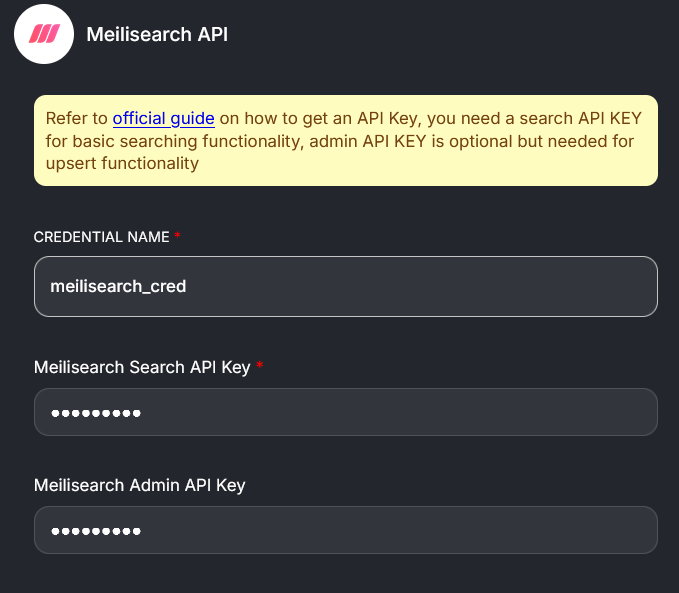 Meilisearch API
Refer to official guide on how to get an API Key, you need a search API KEY
for basic searching functionality, admin API KEY is optional but needed for
upsert functionality
CREDENTIAL NAME *
meilisearch_cred
Meilisearch Search API Key *
●●●●●●●●●
Meilisearch Admin API Key
●●●●●●●●●